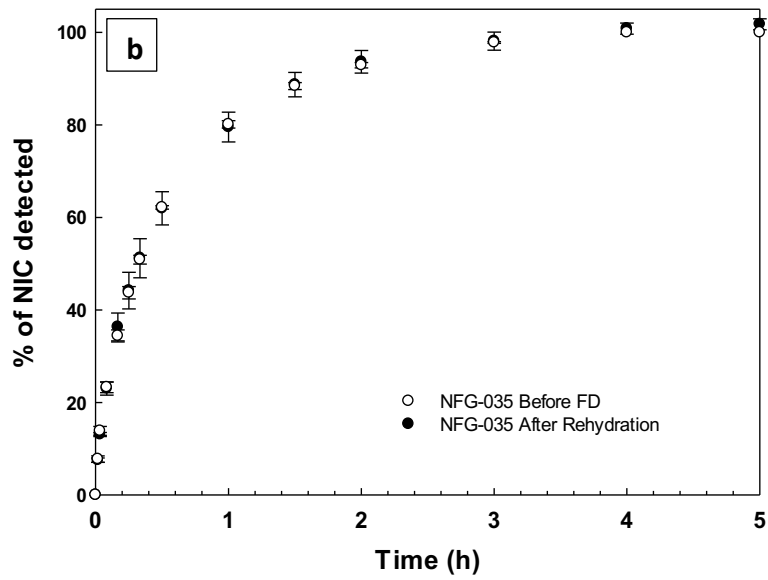 b
% of NIC detected
100
80
60
40
20
0
NFG-035 Before FD
NFG-035 After Rehydration
0 1 2 3 4 5
Time (h)